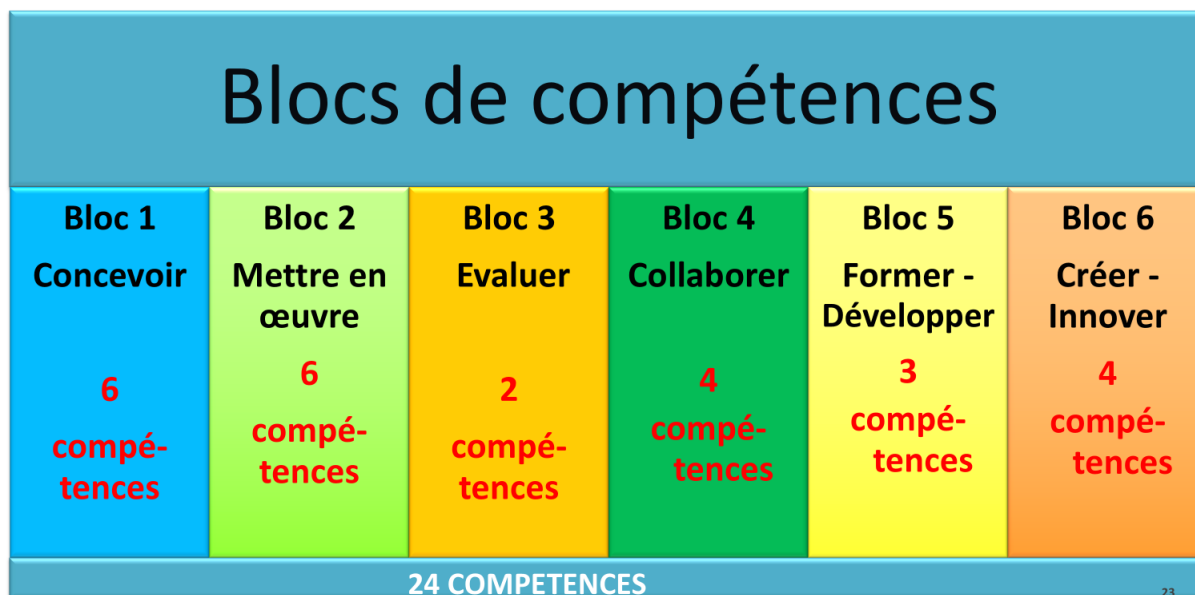 Blocs de compétences
Bloc 1
Concevoir
6
compé-
tences
Bloc 2
Mettre en
œuvre
6
compé-
tences
Bloc 3
Evaluer
2
compé-
tences
Bloc 4
Collaborer
4
compé-
tences
Bloc 5
Former -
Développer
3
compé-
tences
Bloc 6
Créer -
Innover
4
compé-
tences
24 COMPETENCES
23